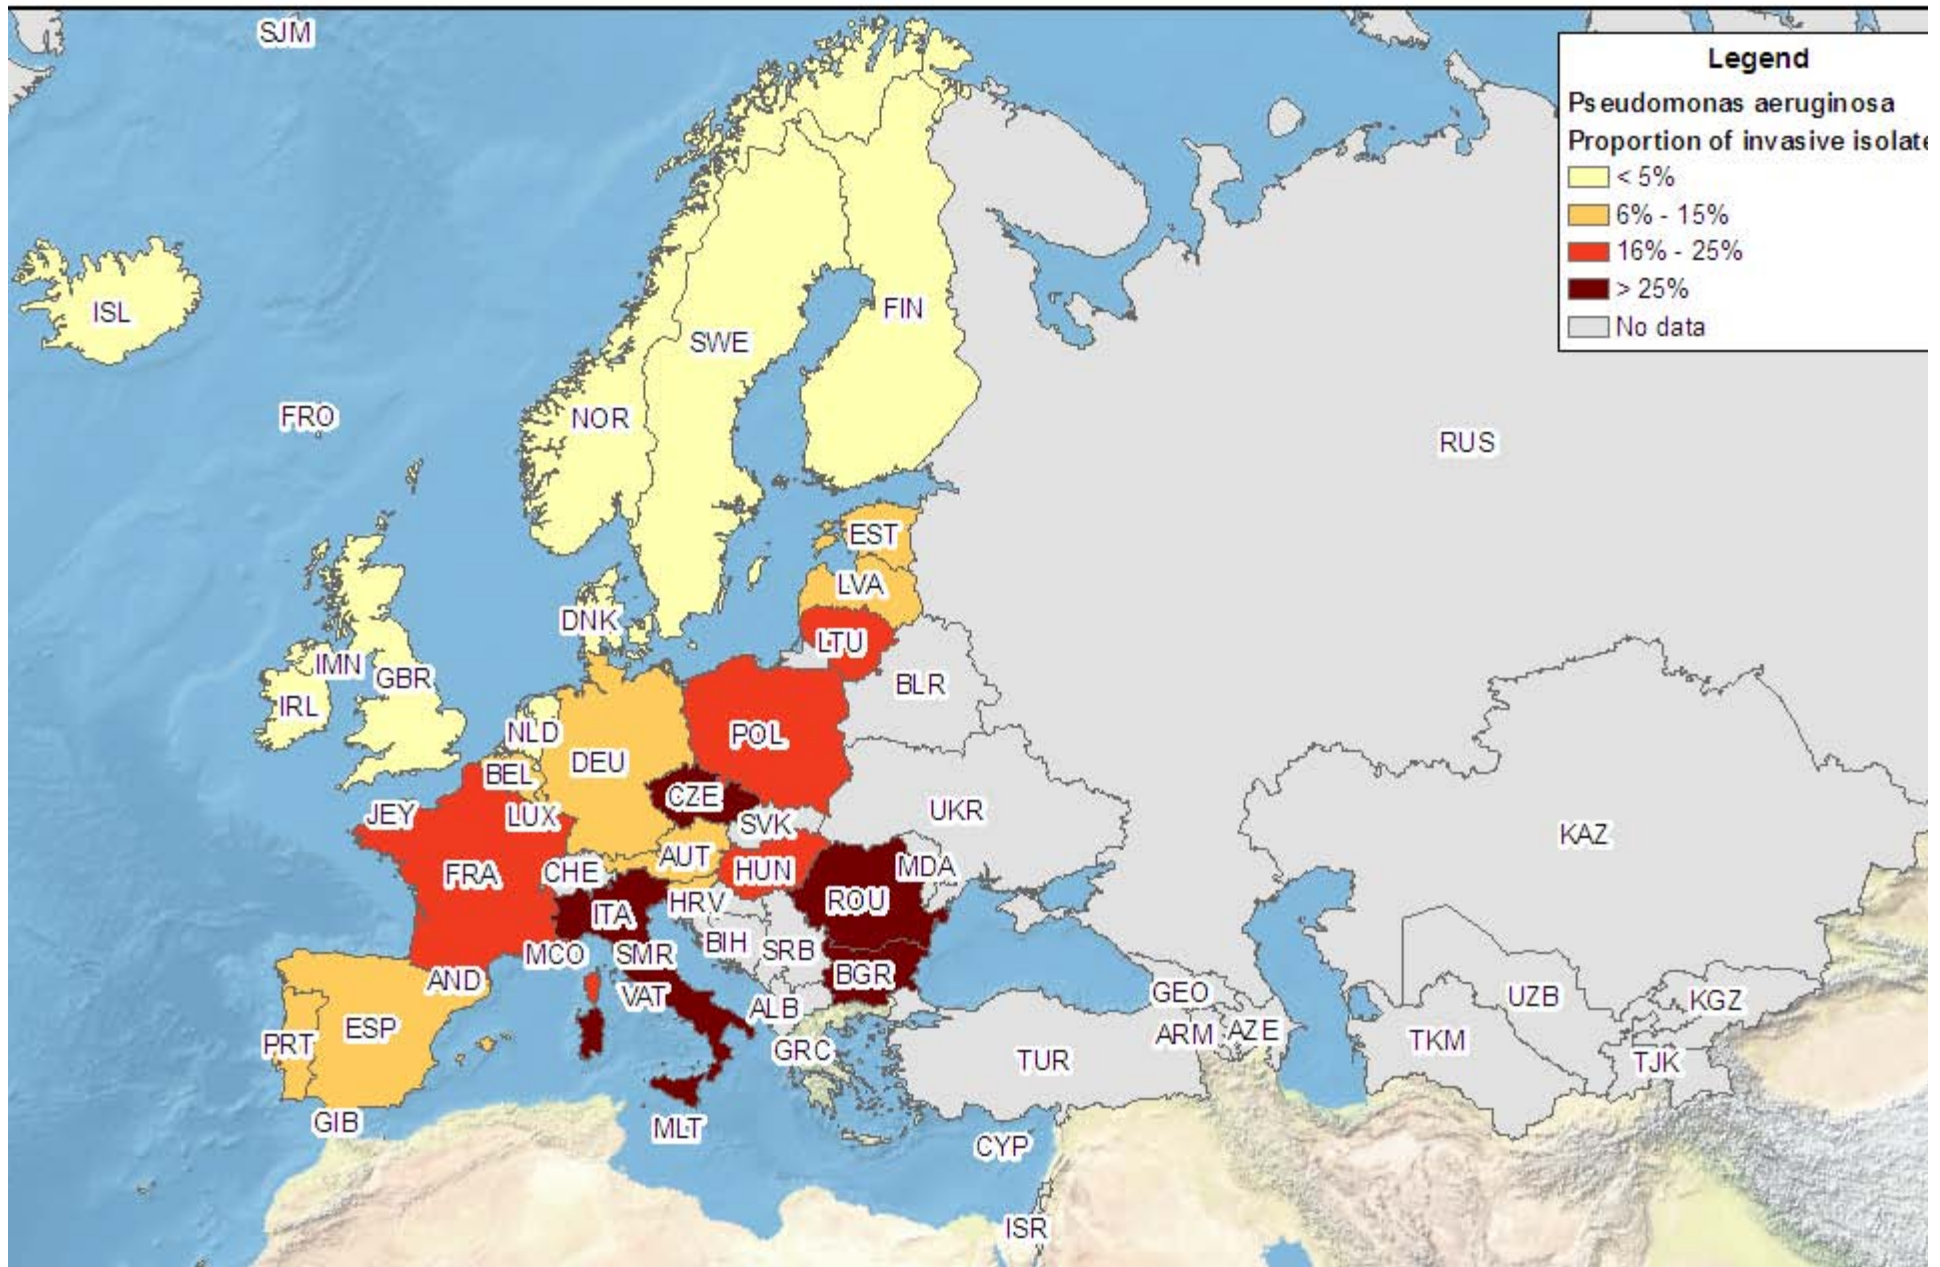 SJM
Legend
Pseudomonas aeruginosa
Proportion of invasive isolate
< 5%
6% - 15%
16% - 25%
> 25%
No data
ISL
FIN
SWE
FRO
NOR
RUS
EST
LVA
DNK
LTU
IMN
GBR
BLR
IRL
NLD
POL
DEU
BEL
CZE
JEY
LUX
SVK
UKR
KAZ
AUT
FRA
CHE
HUN
MDA
HRV
ROU
ITA
BIH
SRB
MCO
SMR
BGR
AND
VAT
GEO
UZB
KGZ
ALB
ESP
PRT
GRC
ARM
AZE
TKM
TUR
TJK
GIB
MLT
CYP
ISR